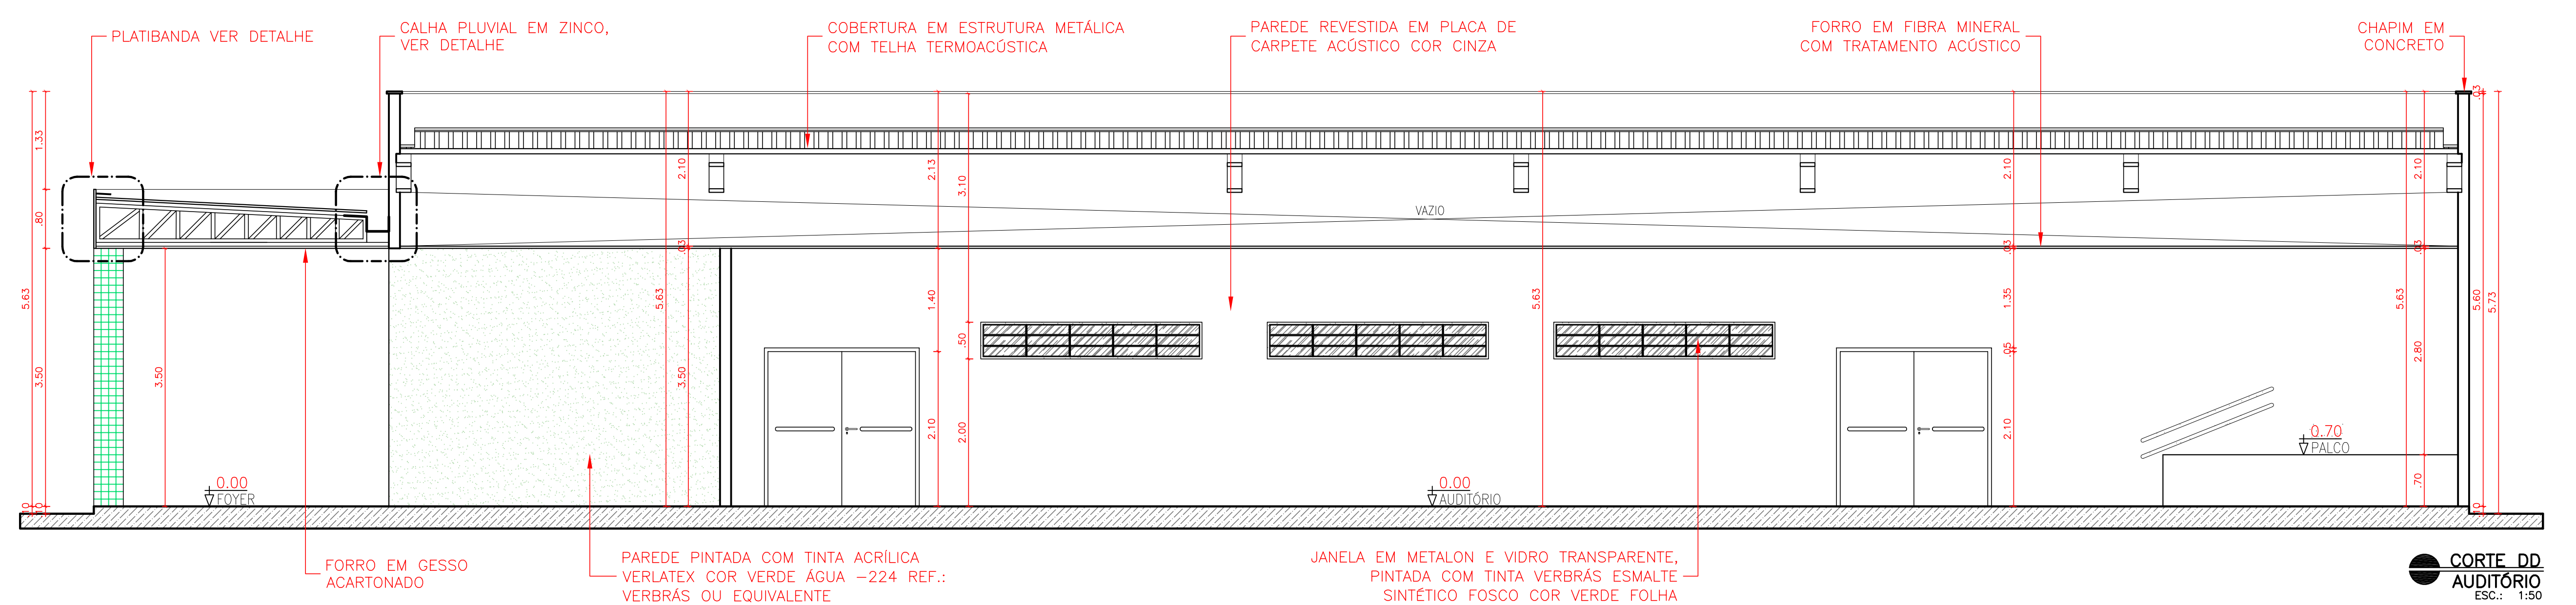 PLATIBANDA VER DETALHE
CALHA PLUVIAL EM ZINCO,
VER DETALHE
COBERTURA EM ESTRUTURA METÁLICA
COM TELHA TERMOACÚSTICA
PAREDE REVESTIDA EM PLACA DE
CARPETE ACÚSTICO COR CINZA
FORRO EM FIBRA MINERAL
COM TRATAMENTO ACÚSTICO
CHAPIM EM
CONCRETO
5.63
.10
1.33
.80
3.50
.10
3.50
5.63
2.10
.03
3.50
2.13
1.40
2.10
3.10
.50
2.00
VAZIO
5.63
2.10
.03
1.35
.05
2.10
5.63
2.10
.03
2.80
.70
.03
5.60
.10
5.73
0.00
FOYER
0.00
AUDITÓRIO
0.70
PALCO
FORRO EM GESSO
ACARTONADO
PAREDE PINTADA COM TINTA ACRÍLICA
VERLATEX COR VERDE ÁGUA -224 REF.:
VERBRÁS OU EQUIVALENTE
JANELA EM METALON E VIDRO TRANSPARENTE,
PINTADA COM TINTA VERBRÁS ESMALTE
SINTÉTICO FOSCO COR VERDE FOLHA
CORTE DD
AUDITÓRIO
ESC.: 1:50